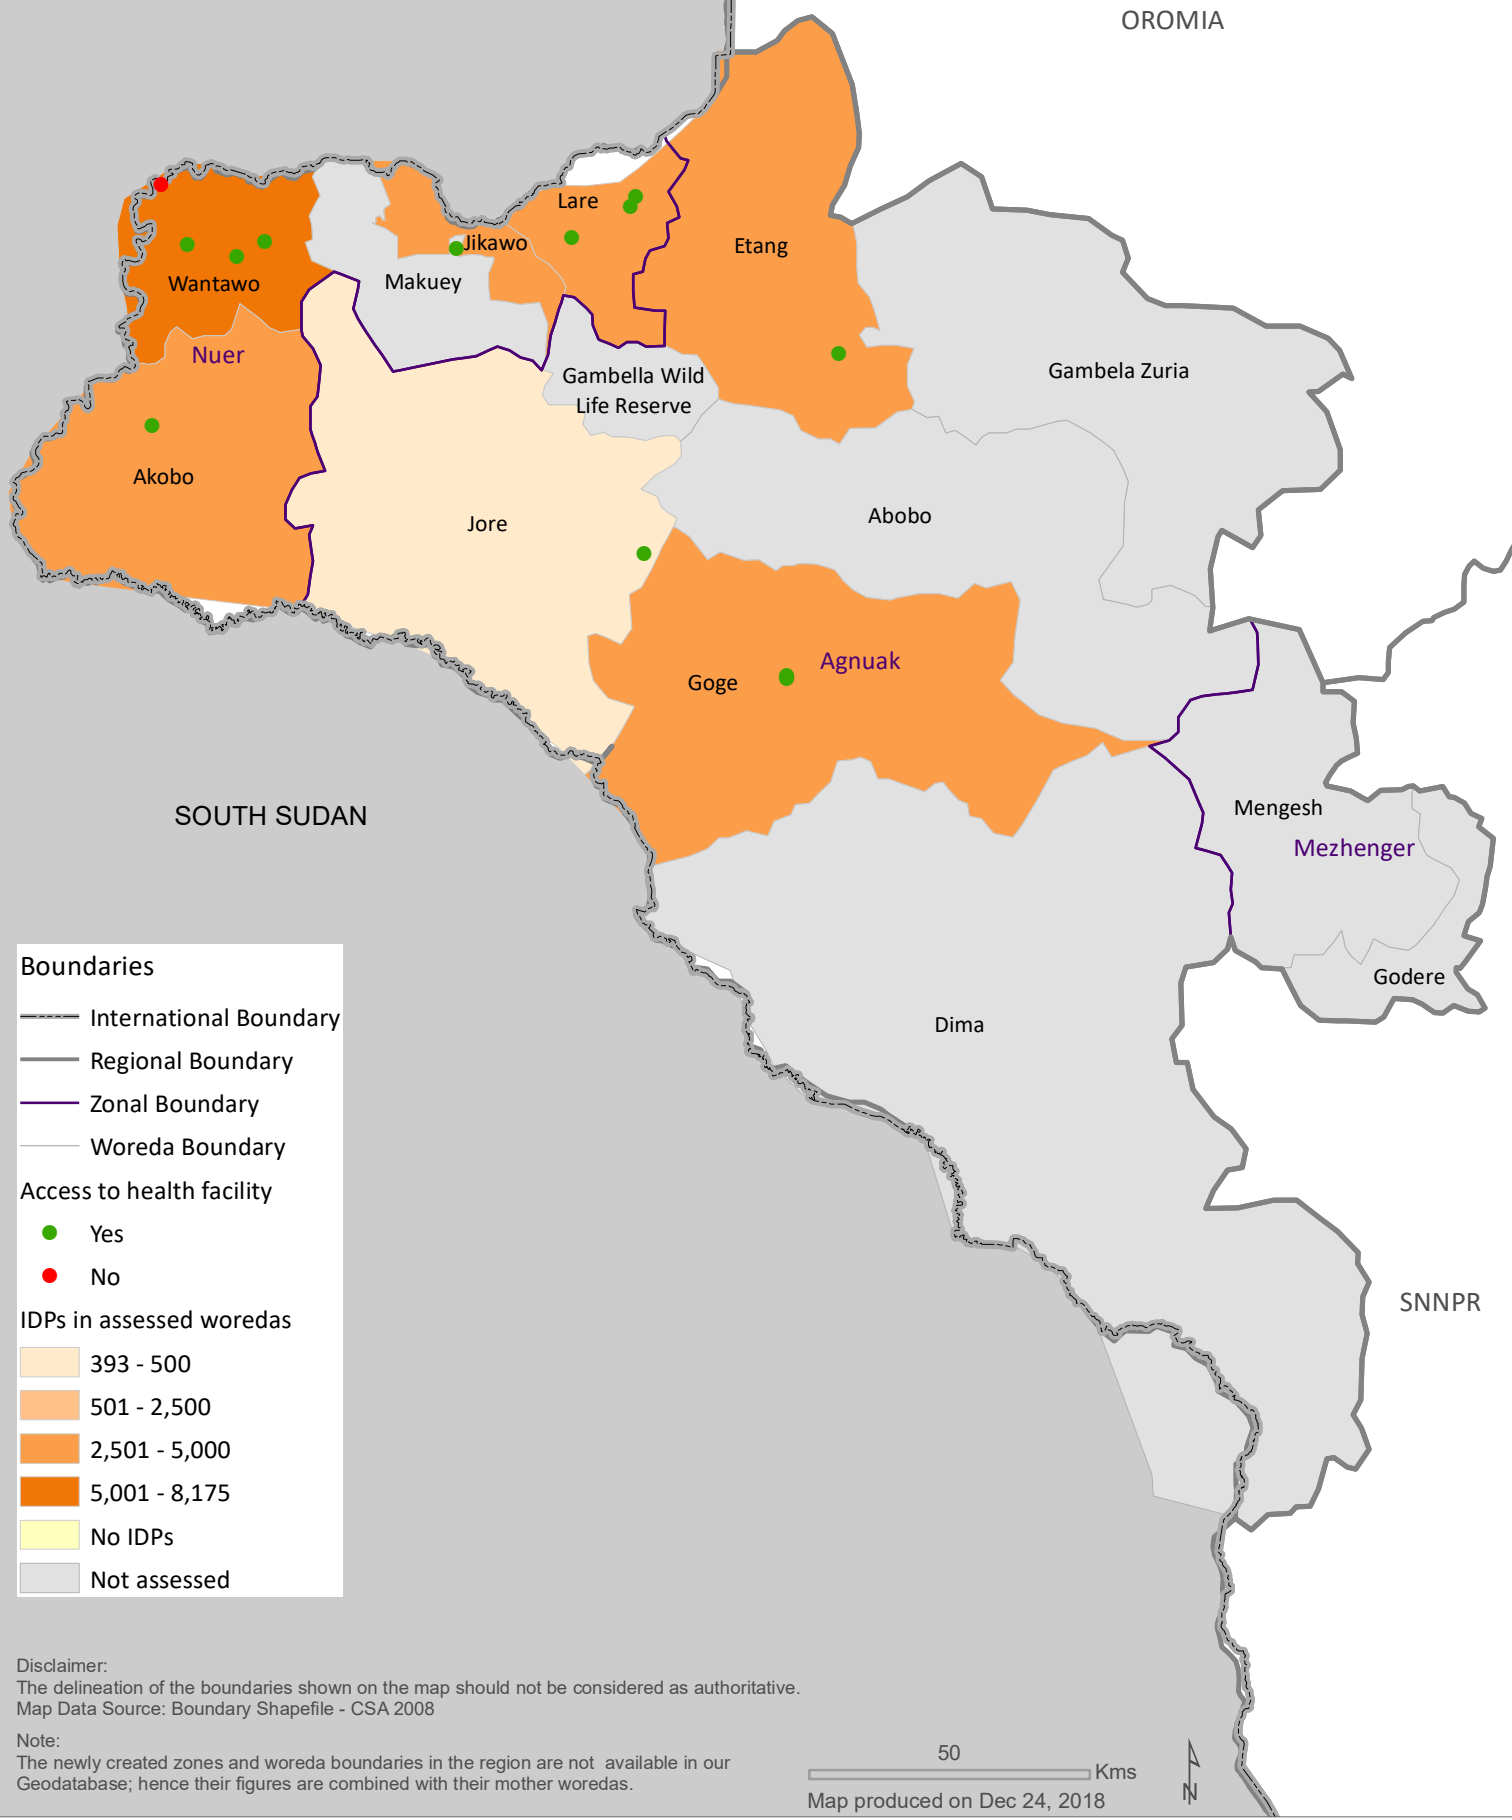 OROMIA
Lare
Jikawo
Etang
Wantawo
Makuey
Nuer
Gambella Wild
Life Reserve
Gambela Zuria
Akobo
Jore
Abobo
Goge
Agnuak
SOUTH SUDAN
Mengesh
Mezhenger
Godere
Dima
SNNPR
Boundaries
International Boundary
Regional Boundary
Zonal Boundary
Woreda Boundary
Access to health facility
Yes
No
IDPs in assessed woredas
393 - 500
501 - 2,500
2,501 - 5,000
5,001 - 8,175
No IDPs
Not assessed
Disclaimer:
The delineation of the boundaries shown on the map should not be considered as authoritative.
Map Data Source: Boundary Shapefile - CSA 2008
Note:
The newly created zones and woreda boundaries in the region are not available in our
Geodatabase; hence their figures are combined with their mother woredas.
50
Kms
Map produced on Dec 24, 2018
N